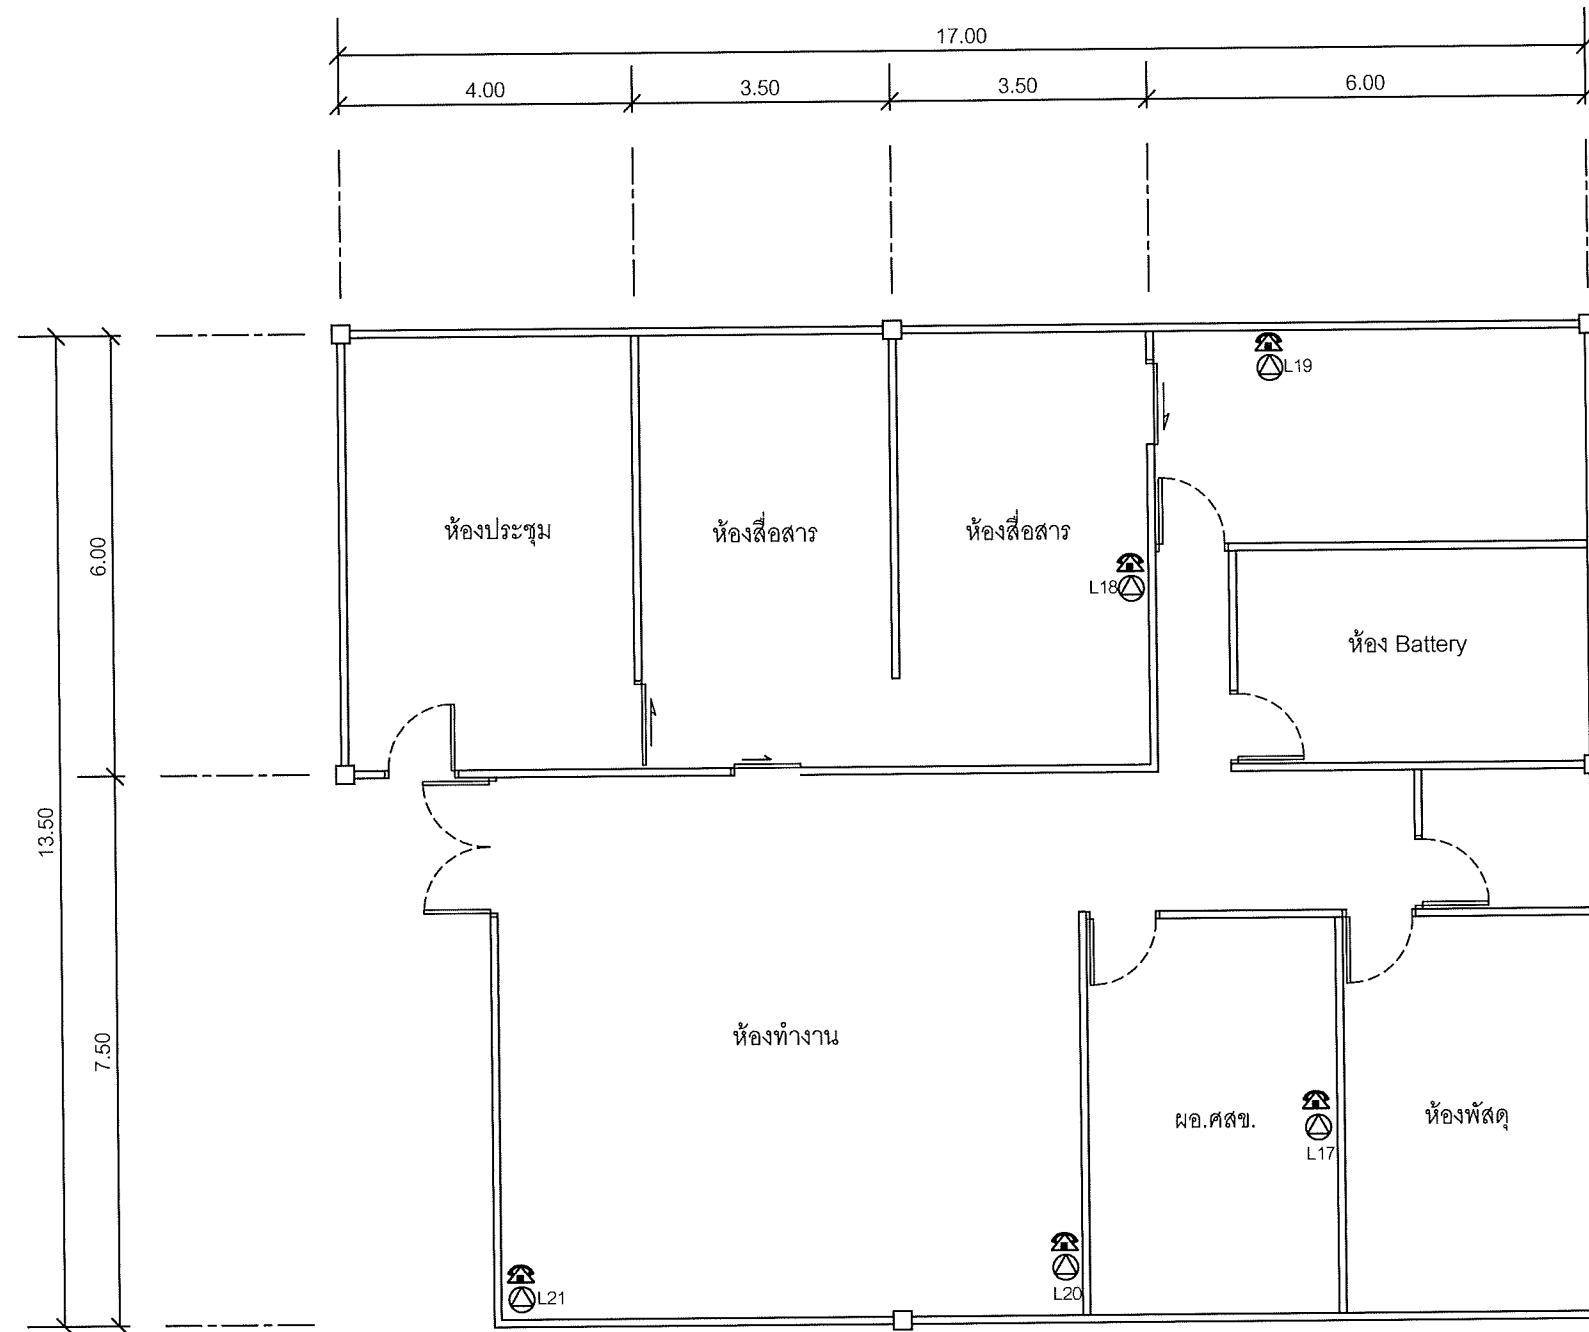 17.00
4.00
3.50
3.50
6.00
L19
ห้องประชุม
ห้องสื่อสาร
ห้องสื่อสาร
6.00
L18
ห้อง Battery
13.50
7.50
ห้องทำงาน
ผอ.ศสข.
ห้องพัสดุ
L17
L20
L21